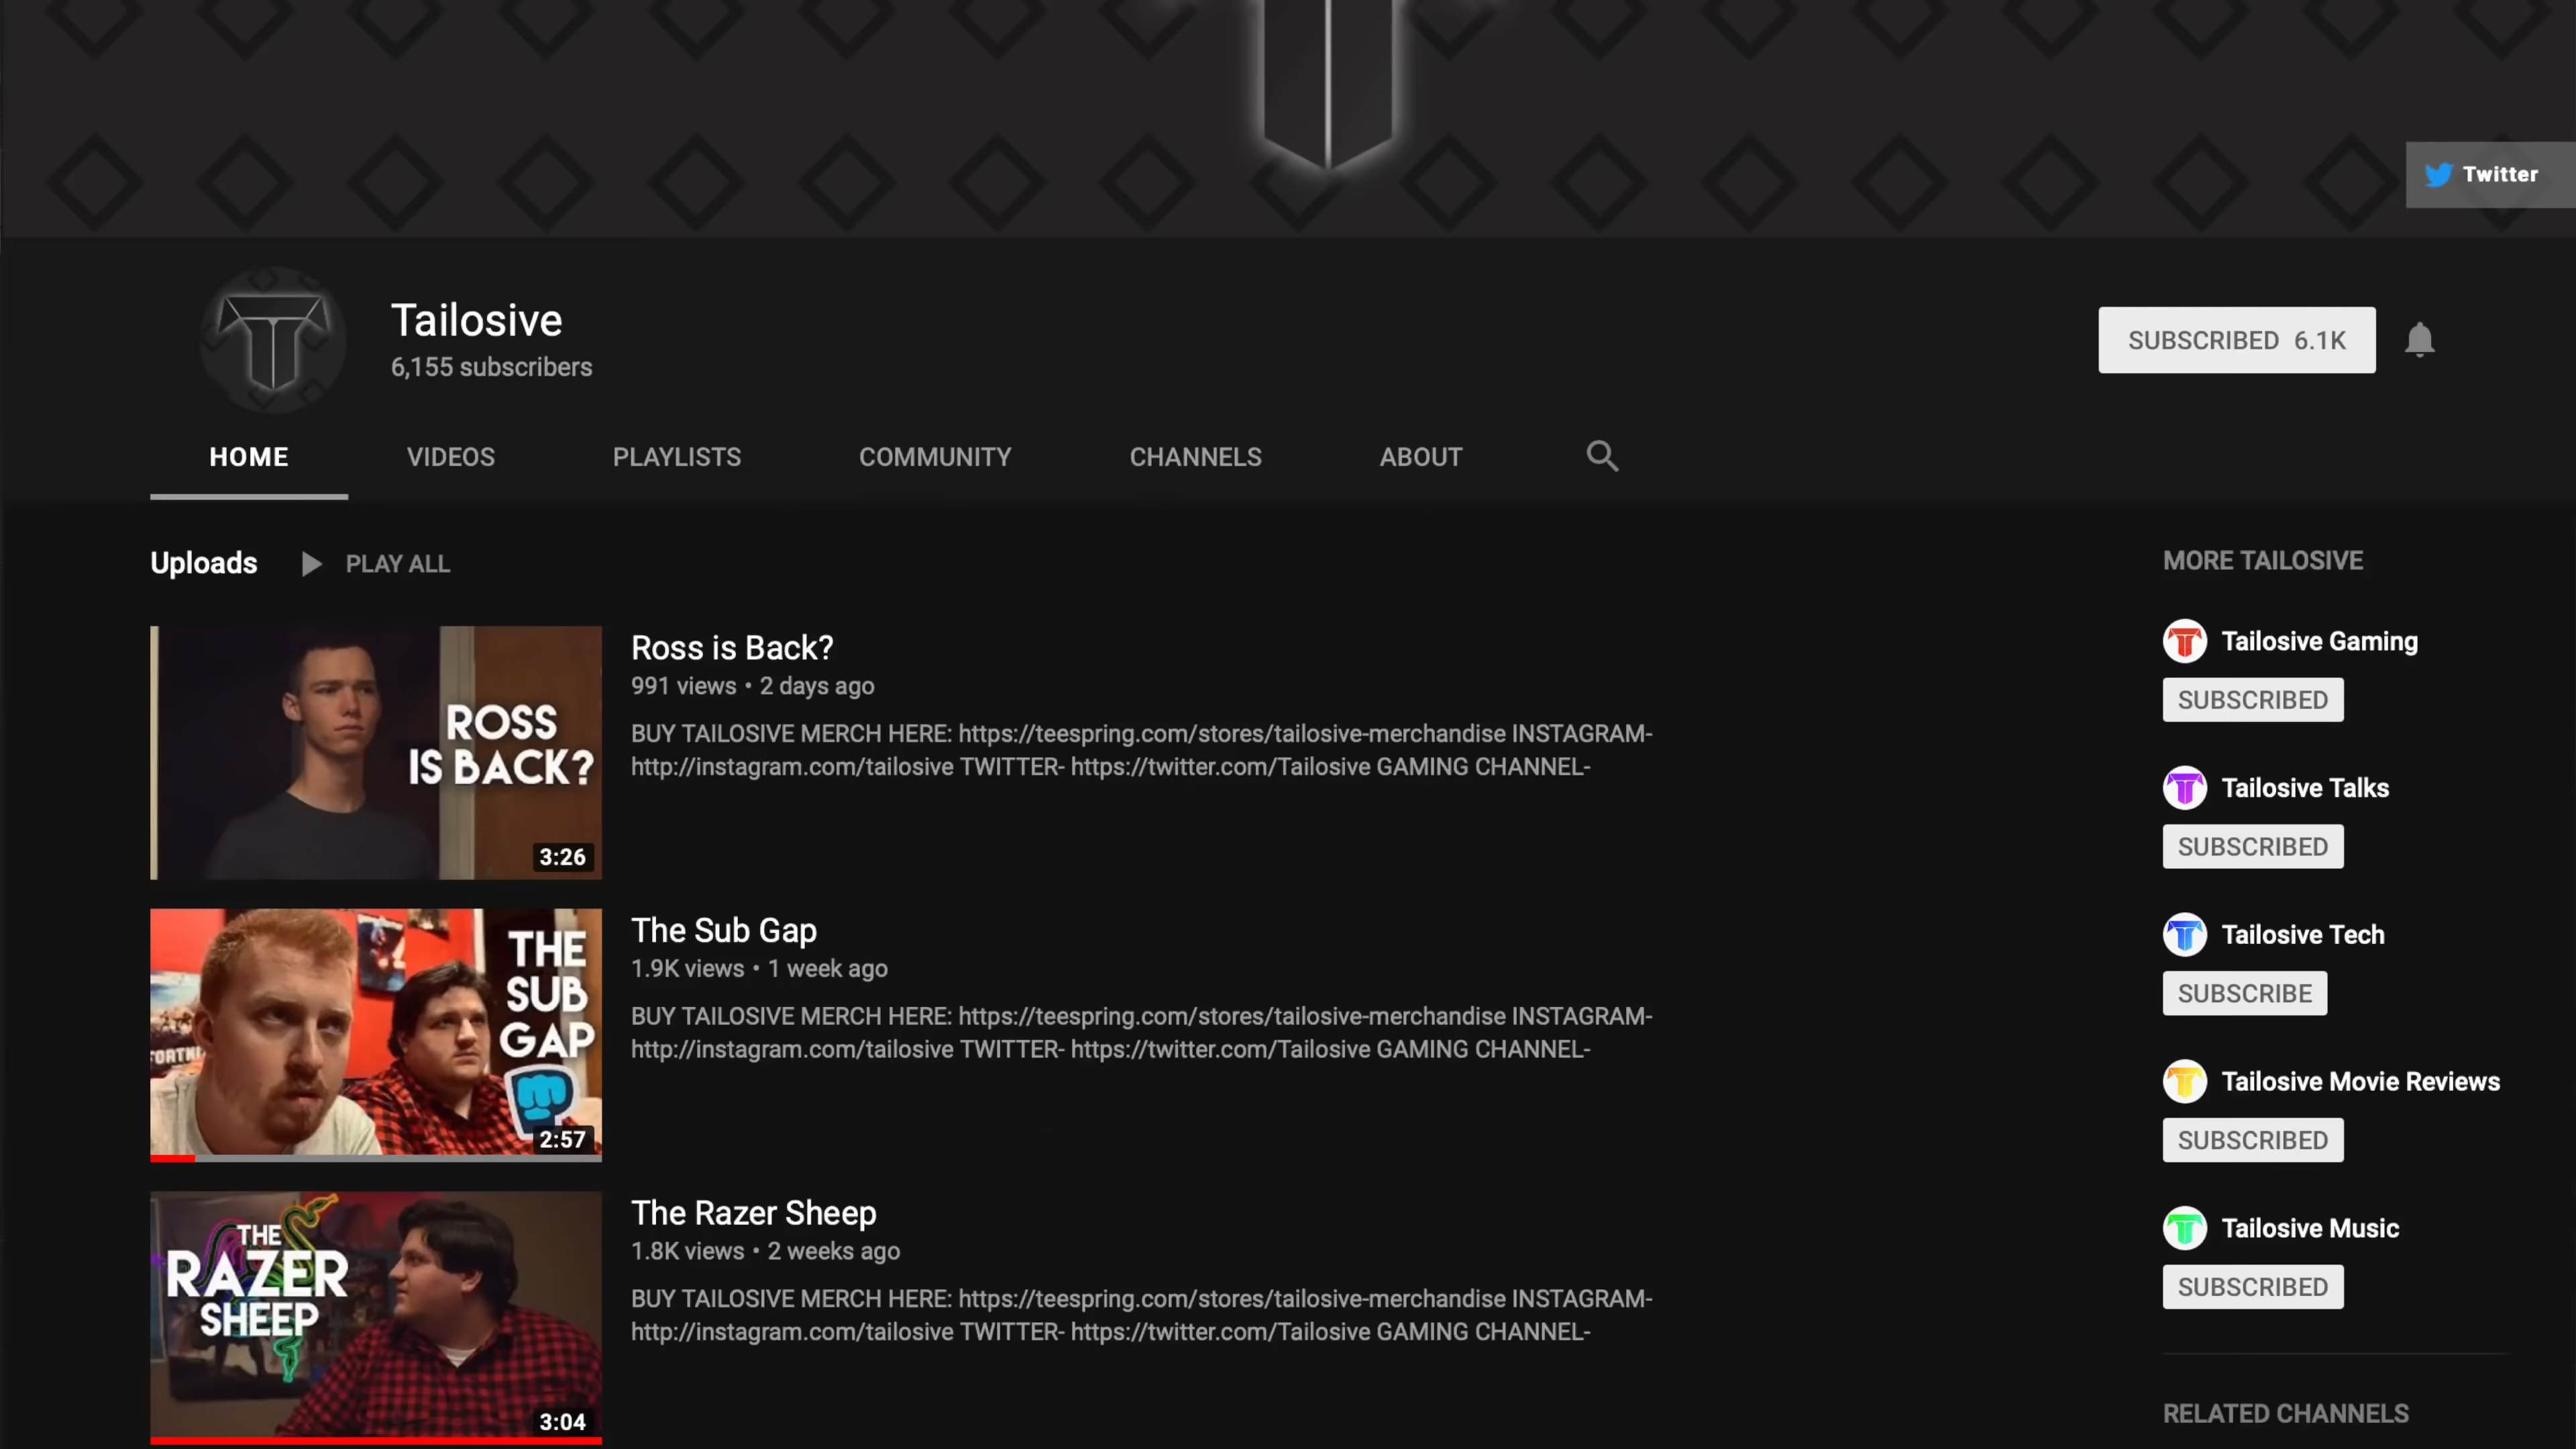 Twitter
Tailosive
6,155 subscribers
SUBSCRIBED 6.1K
HOME VIDEOS PLAYLISTS COMMUNITY CHANNELS ABOUT
Uploads PLAY ALL
ROSS
IS BACK?
3:26
Ross is Back?
991 views • 2 days ago
BUY TAILOSIVE MERCH HERE: https://teespring.com/stores/tailosive-merchandise INSTAGRAM-
http://instagram.com/tailosive TWITTER- https://twitter.com/Tailosive GAMING CHANNEL-
THE
SUB
GAP
FORTNI
2:57
The Sub Gap
1.9K views • 1 week ago
BUY TAILOSIVE MERCH HERE: https://teespring.com/stores/tailosive-merchandise INSTAGRAM-
http://instagram.com/tailosive TWITTER- https://twitter.com/Tailosive GAMING CHANNEL-
THE
RAZER
SHEEP
3:04
The Razer Sheep
1.8K views • 2 weeks ago
BUY TAILOSIVE MERCH HERE: https://teespring.com/stores/tailosive-merchandise INSTAGRAM-
http://instagram.com/tailosive TWITTER- https://twitter.com/Tailosive GAMING CHANNEL-
MORE TAILOSIVE
Tailosive Gaming
SUBSCRIBED
Tailosive Talks
SUBSCRIBED
Tailosive Tech
SUBSCRIBE
Tailosive Movie Reviews
SUBSCRIBED
Tailosive Music
SUBSCRIBED
RELATED CHANNELS